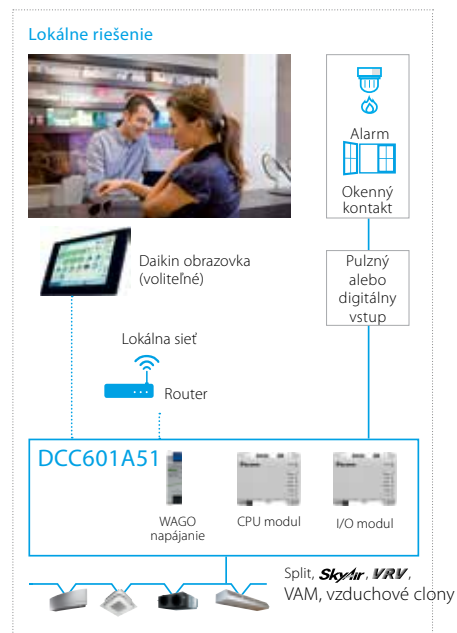 Lokálne riešenie
Alarm
Okenný
kontakt
Daikin obrazovka
(voliteľné)
Pulzný
alebo
digitálny
vstup
Lokálna sieť
Router
DCC601A51
WAGO
napájanie
CPU modul
I/O modul
Split, SkyAir, VRV,
VAM, vzduchové clony